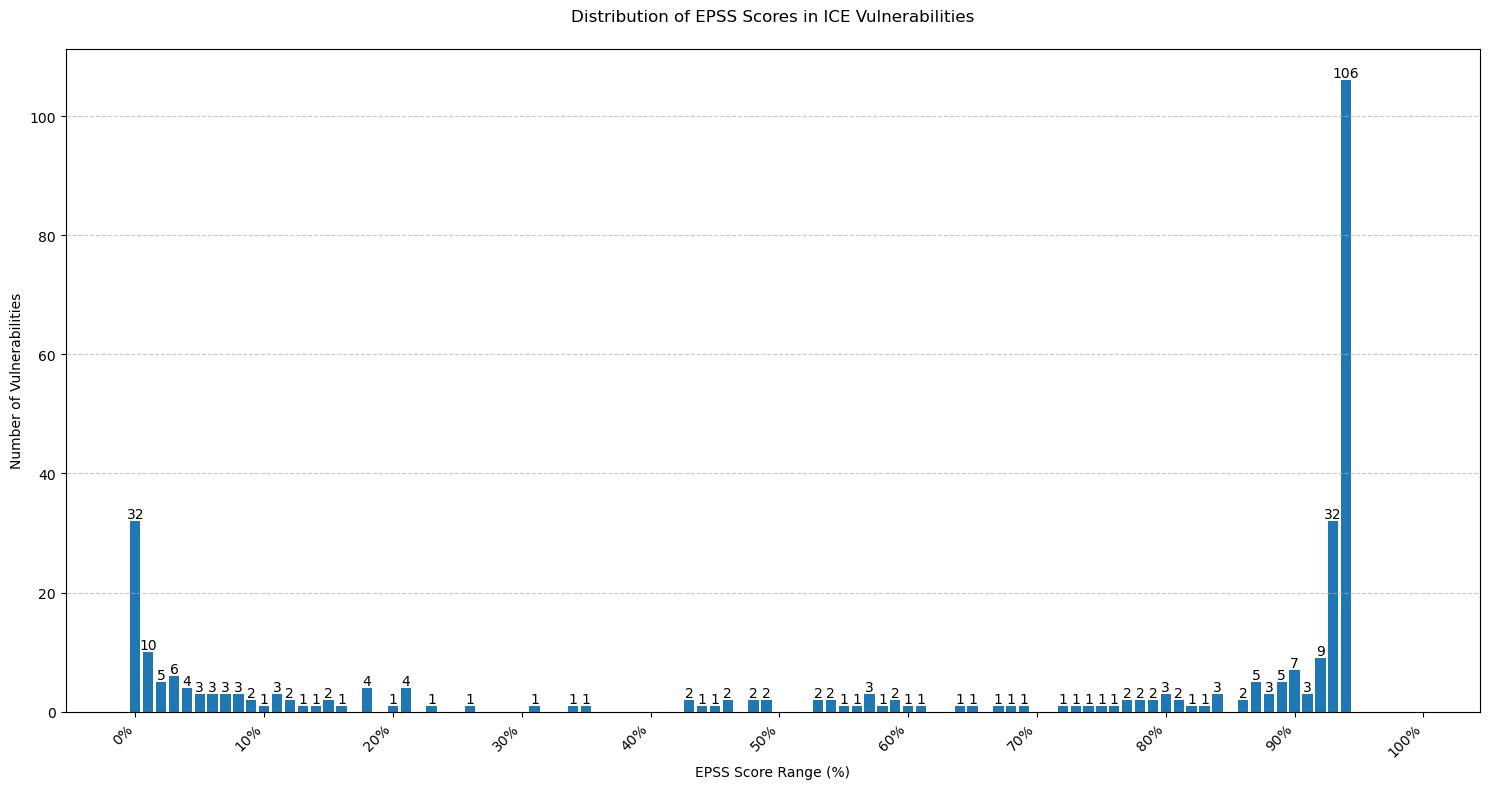 Distribution of EPSS Scores in ICE Vulnerabilities
106
100
80
Number of Vulnerabilities
60
40
32 32
20
10 5 6 4 3 3 3 3 2 1 3 2 1 1 2 1 4 1 4 1 1 1 1 1 2 1 1 2 2 2 2 2 1 1 3 1 2 1 1 1 1 1 1 1 1 1 1 1 1 2 2 2 3 2 1 1 3 2 5 3 5 7 3 9
0
0% 10% 20% 30% 40% 50% 60% 70% 80% 90% 100%
EPSS Score Range (%)